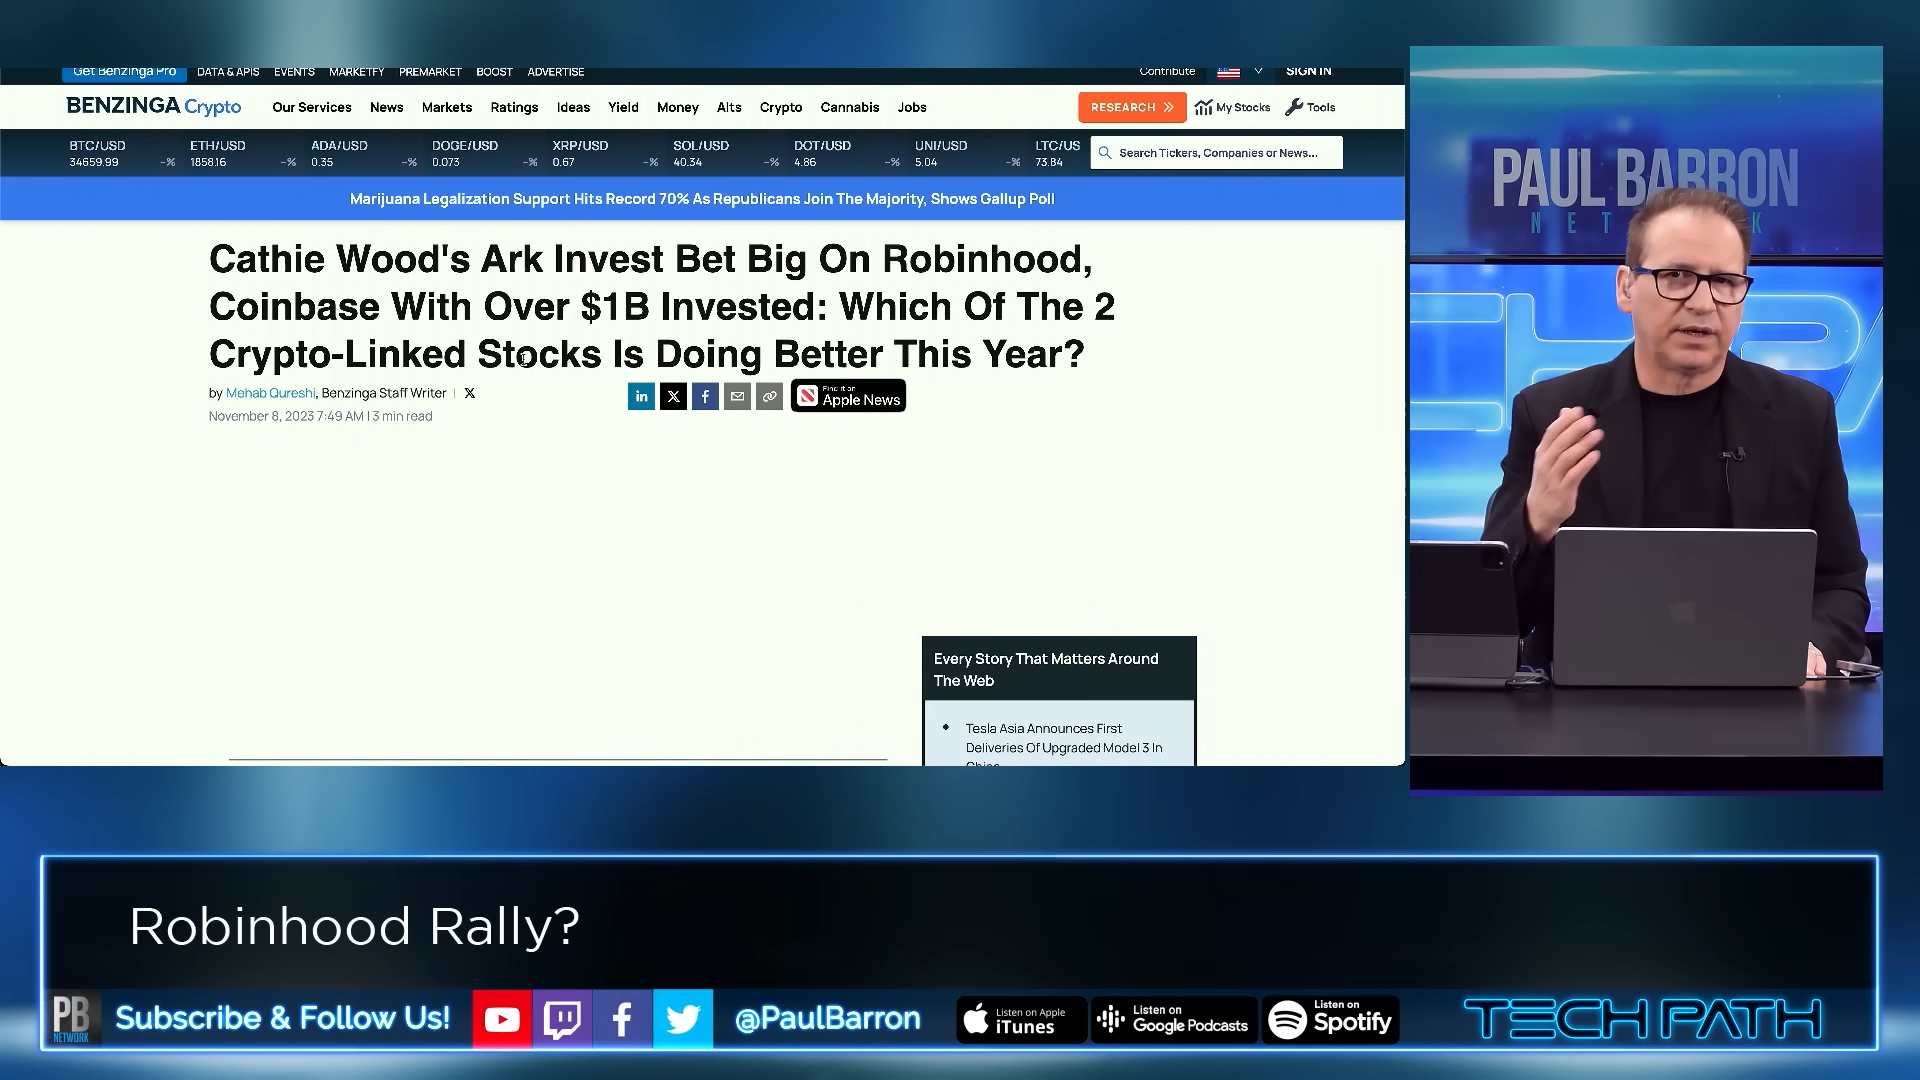 Get Benzinga Pro DATA & APIS EVENTS MARKETFY PREMARKET BOOST ADVERTISE Contribute SIGN IN
BENZINGA Crypto Our Services News Markets Ratings Ideas Yield Money Alts Crypto Cannabis Jobs RESEARCH My Stocks Tools
BTC/USD ETH/USD ADA/USD DOGE/USD XRP/USD SOL/USD DOT/USD UNI/USD LTC/US
34659.99 -% 1858.16 -% 0.35 -% 0.073 -% 0.67 -% 40.34 -% 4.86 -% 5.04 -% 73.84
Search Tickers, Companies or News...
Marijuana Legalization Support Hits Record 70% As Republicans Join The Majority, Shows Gallup Poll
Cathie Wood's Ark Invest Bet Big On Robinhood,
Coinbase With Over $1B Invested: Which Of The 2
Crypto-Linked Stocks Is Doing Better This Year?
by Mehab Qureshi, Benzinga Staff Writer | X
November 8, 2023 7:49 AM | 3 min read
in X f
Find it on
Apple News
Every Story That Matters Around
The Web
Tesla Asia Announces First
Deliveries Of Upgraded Model 3 In
China
PAUL BARRON
Robinhood Rally?
PB
NETWORK
Subscribe & Follow Us!
@PaulBarron
Listen on Apple
iTunes
Listen on
Google Podcasts
Listen on
Spotify
TECH PATH